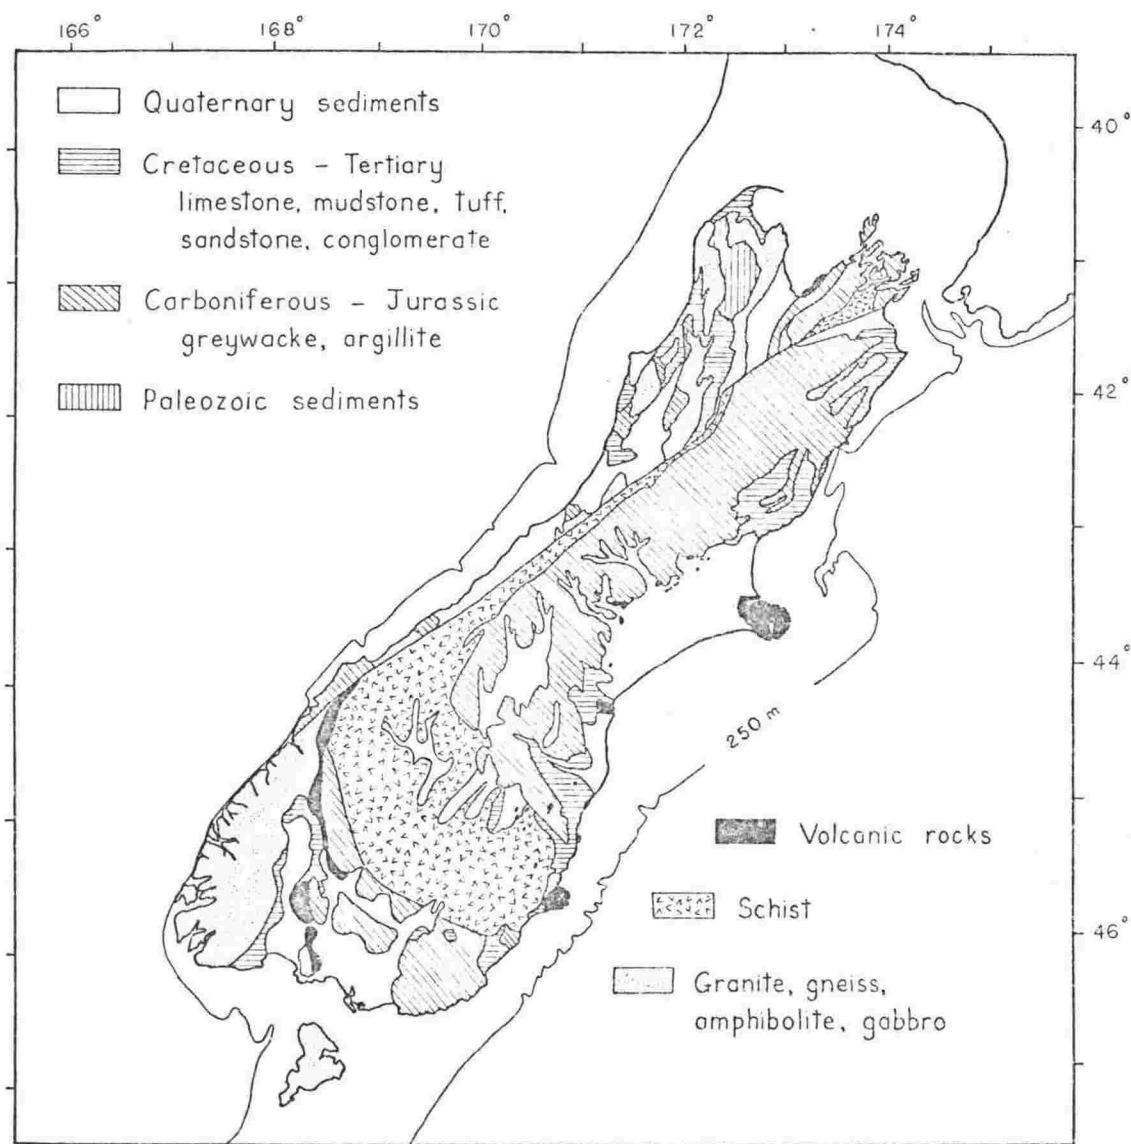 166° 168° 170° 172° 174°
Quaternary sediments
40°
Cretaceous - Tertiary
limestone, mudstone, tuff,
sandstone, conglomerate
Carboniferous - Jurassic
greywacke, argillite
42°
Paleozoic sediments
44°
250 m
Volcanic rocks
Schist
46°
Granite, gneiss,
amphibolite, gabbro